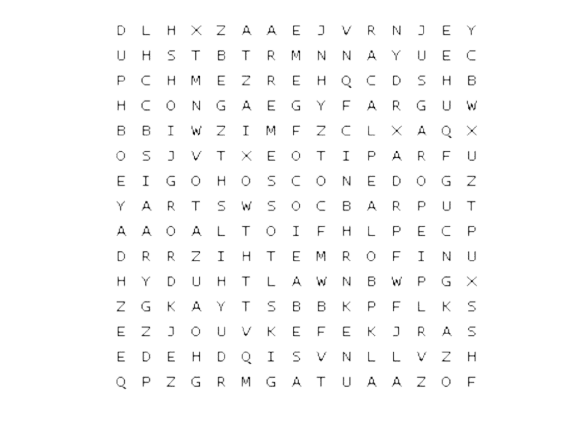 D L H X Z A A E J V R N J E Y
U H S T B T R M N N A Y U E C
P C H M E Z R E H Q C D S H B
H C O N G A E G Y F A R G U W
B B I W Z I M F Z C L X A Q X
O S J V T X E O T I P A R F U
E I G O H O S C O N E D O G Z
Y A R T S W S O C B A R P U T
A A O A L T O I F H L P E C P
D R R Z I H T E M R O F I N U
H Y D U H T L A W N B W P G X
Z G K A Y T S B B K P F L K S
E Z J O U V K E F E K J R A S
E D E H D Q I S V N L L V Z H
Q P Z G R M G A T U A A Z O F